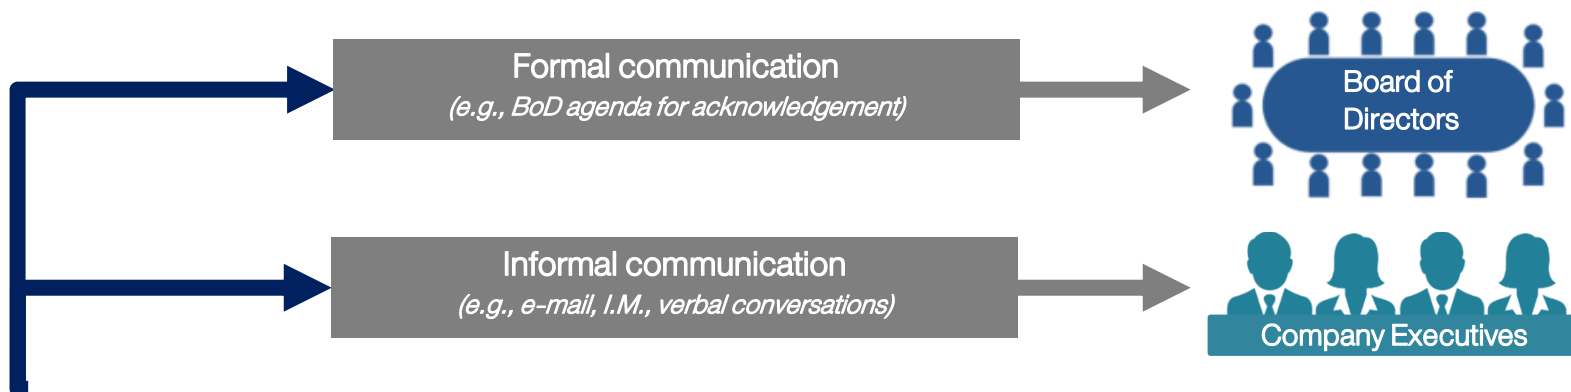 Formal communication
(e.g., BoD agenda for acknowledgement)
Board of
Directors
Informal communication
(e.g., e-mail, I.M., verbal conversations)
Company Executives